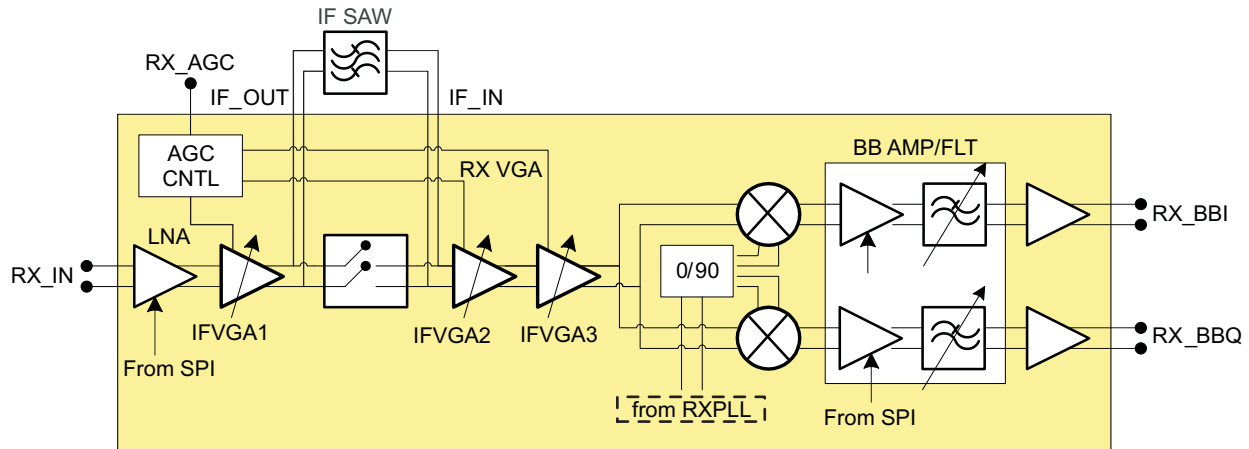 IF SAW
RX_AGC
IF_OUT
IF_IN
AGC
CNTL
RX VGA
BB AMP/FLT
LNA
RX_IN
0/90
RX_BBI
IFVGA1
IFVGA2
IFVGA3
From SPI
RX_BBQ
from RXPLL
From SPI